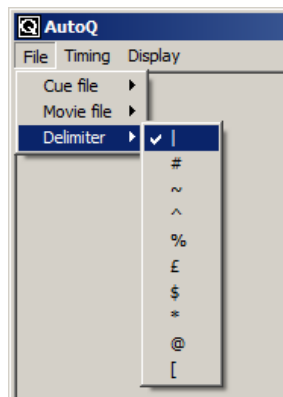 AutoQ
File Timing Display
Cue file
Movie file
Delimiter
|
#
~
^
%
£
$
*
@
[